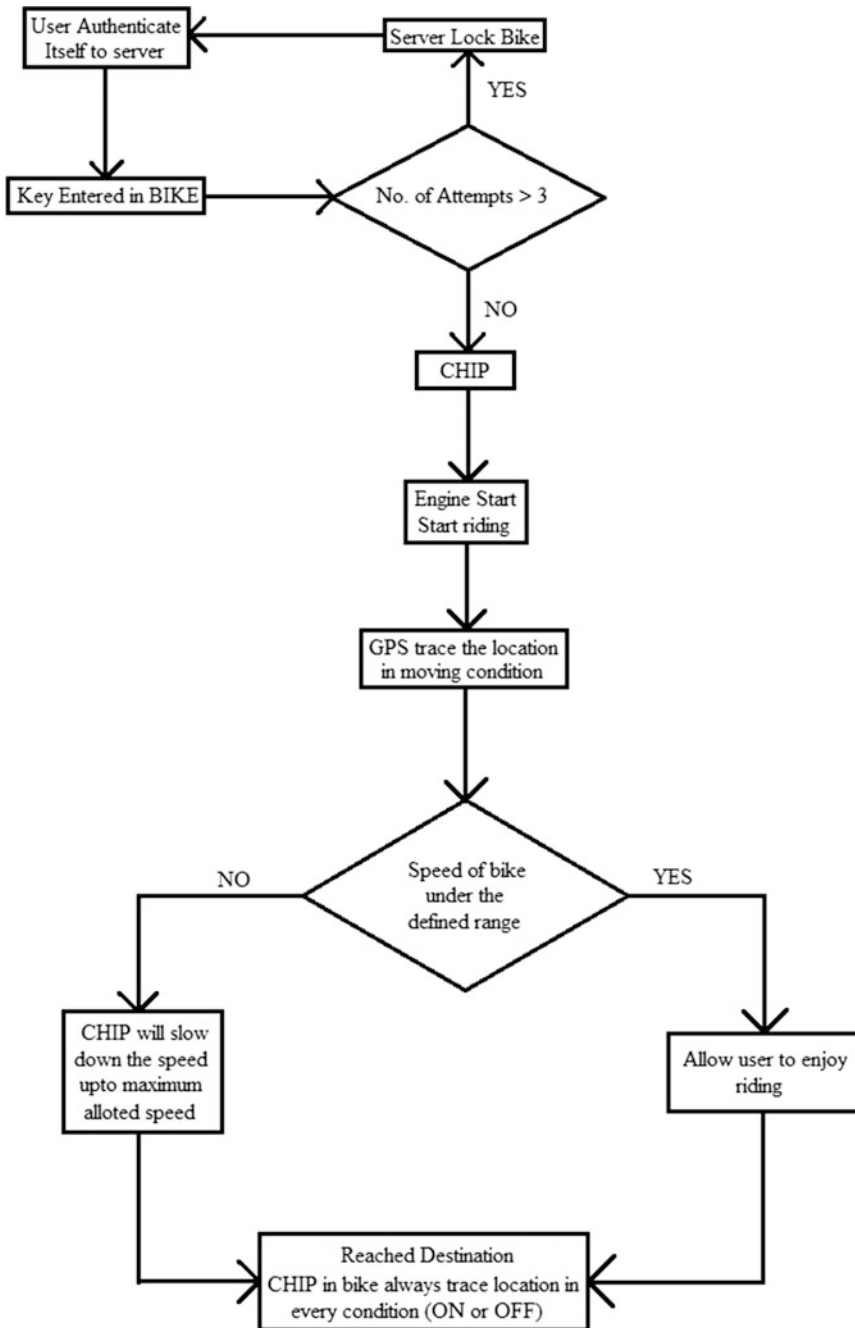 User Authenticate
Itself to server
Server Lock Bike
YES
Key Entered in BIKE
No. of Attempts > 3
NO
CHIP
Engine Start
Start riding
GPS trace the location
in moving condition
Speed of bike
under the
defined range
NO
YES
CHIP will slow
down the speed
upto maximum
alloted speed
Allow user to enjoy
riding
Reached Destination
CHIP in bike always trace location in
every condition (ON or OFF)